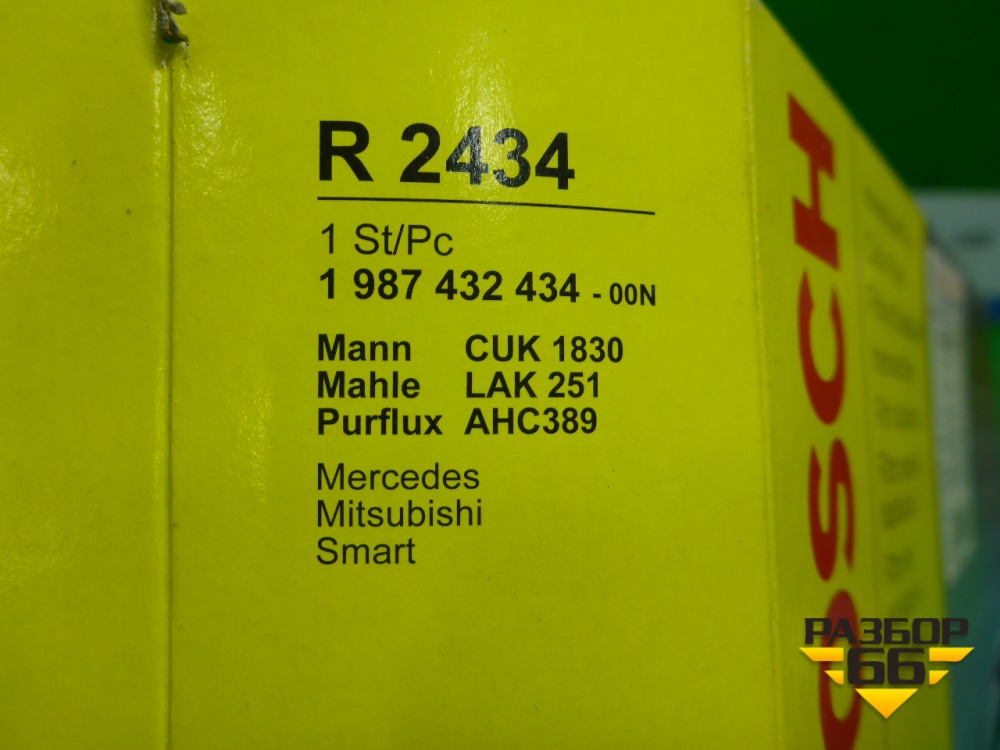 R 2434
1 St/Pc
1 987 432 434 - 00N
Mann CUK 1830
Mahle LAK 251
Purflux AHC389
Mercedes
Mitsubishi
Smart
OSCH
РАЗБОР
66